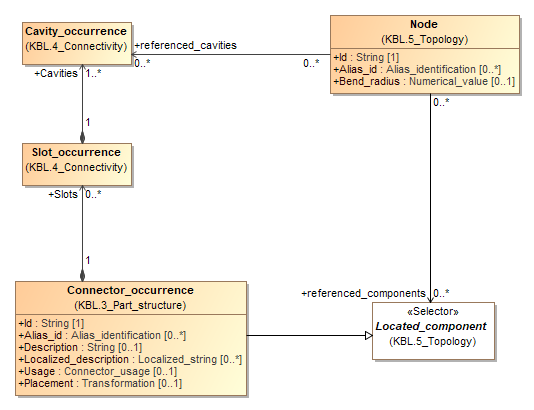 Cavity_occurrence
(KBL.4_Connectivity)
+referenced_cavities
0..*
0..*
Node
(KBL.5_Topology)
+Id : String [1]
+Alias_id : Alias_identification [0..*]
+Bend_radius : Numerical_value [0..1]
+Cavities
1..*
0..*
1
Slot_occurrence
(KBL.4_Connectivity)
+Slots
0..*
1
Connector_occurrence
(KBL.3_Part_structure)
+Id : String [1]
+Alias_id : Alias_identification [0..*]
+Description : String [0..1]
+Localized_description : Localized_string [0..*]
+Usage : Connector_usage [0..1]
+Placement : Transformation [0..1]
+referenced_components
0..*
«Selector»
Located_component
(KBL.5_Topology)